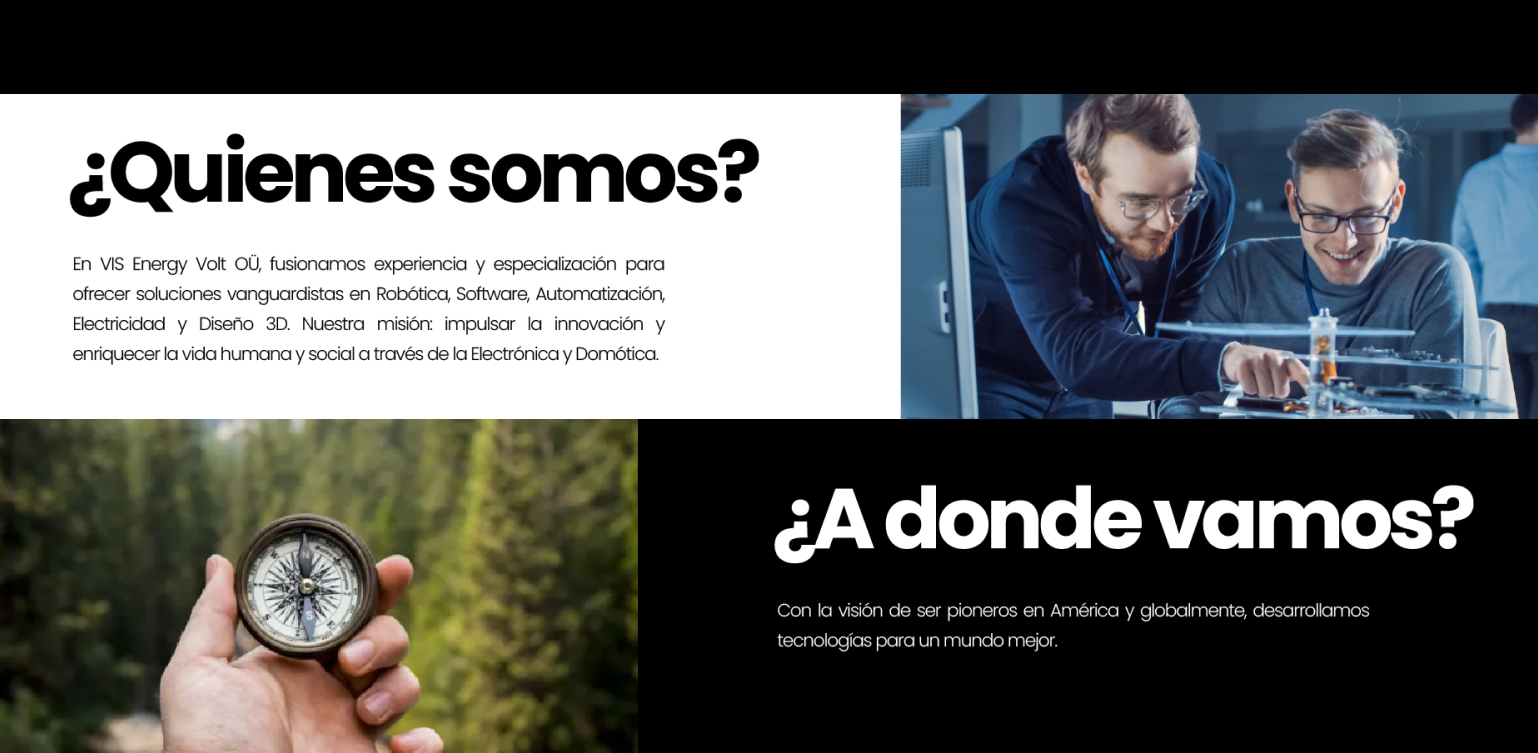 ¿Quienes somos?
En VIS Energy Volt OÜ, fusionamos experiencia y especialización para
ofrecer soluciones vanguardistas en Robótica, Software, Automatización,
Electricidad y Diseño 3D. Nuestra misión: impulsar la innovación y
enriquecer la vida humana y social a través de la Electrónica y Domótica.
¿A donde vamos?
Con la visión de ser pioneros en América y globalmente, desarrollamos
tecnologías para un mundo mejor.